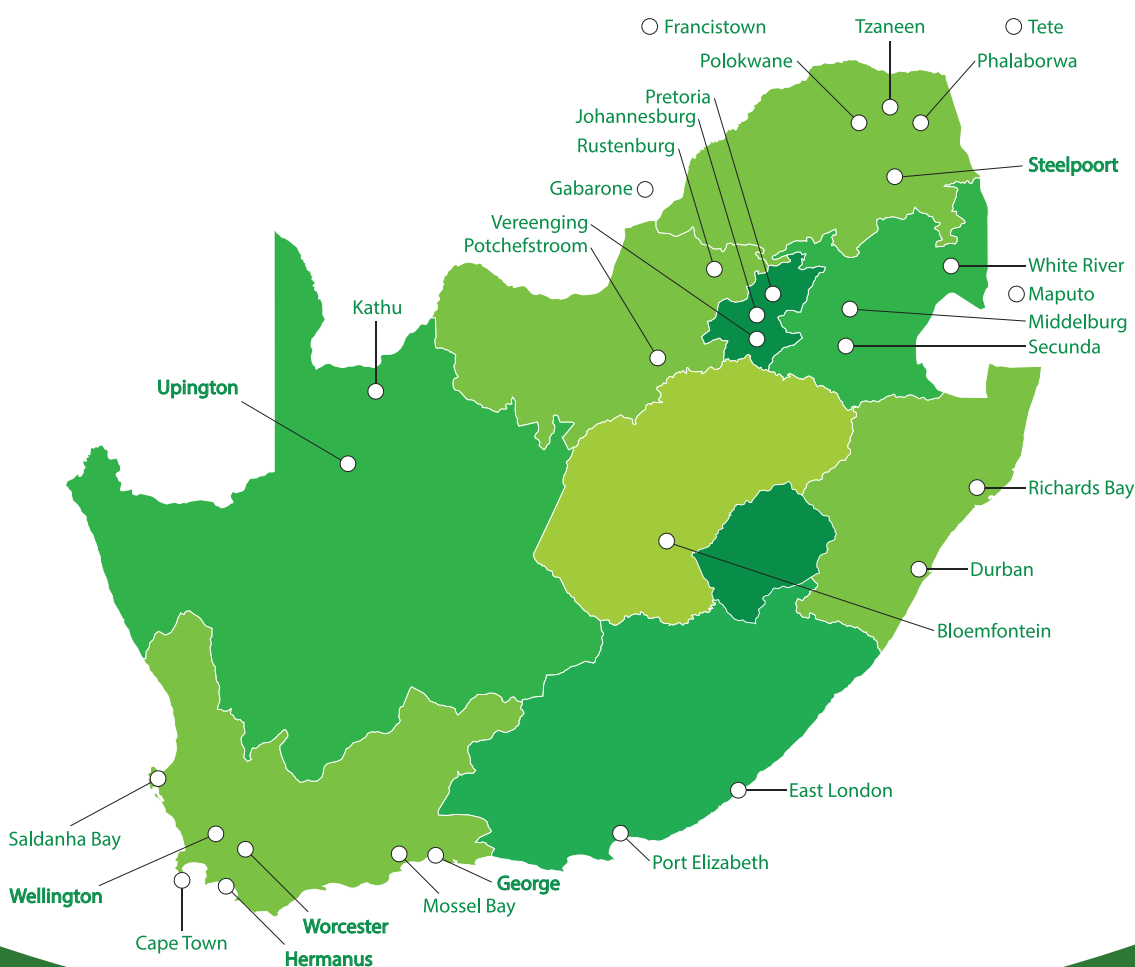 Francistown
Tzaneen
Tete
Polokwane
Phalaborwa
Pretoria
Johannesburg
Rustenburg
Steelpoort
Gabarone
Vereenging
Potchefstroom
White River
Maputo
Kathu
Middelburg
Secunda
Upington
Richards Bay
Durban
Bloemfontein
East London
Saldanha Bay
Port Elizabeth
George
Wellington
Mossel Bay
Worcester
Cape Town
Hermanus